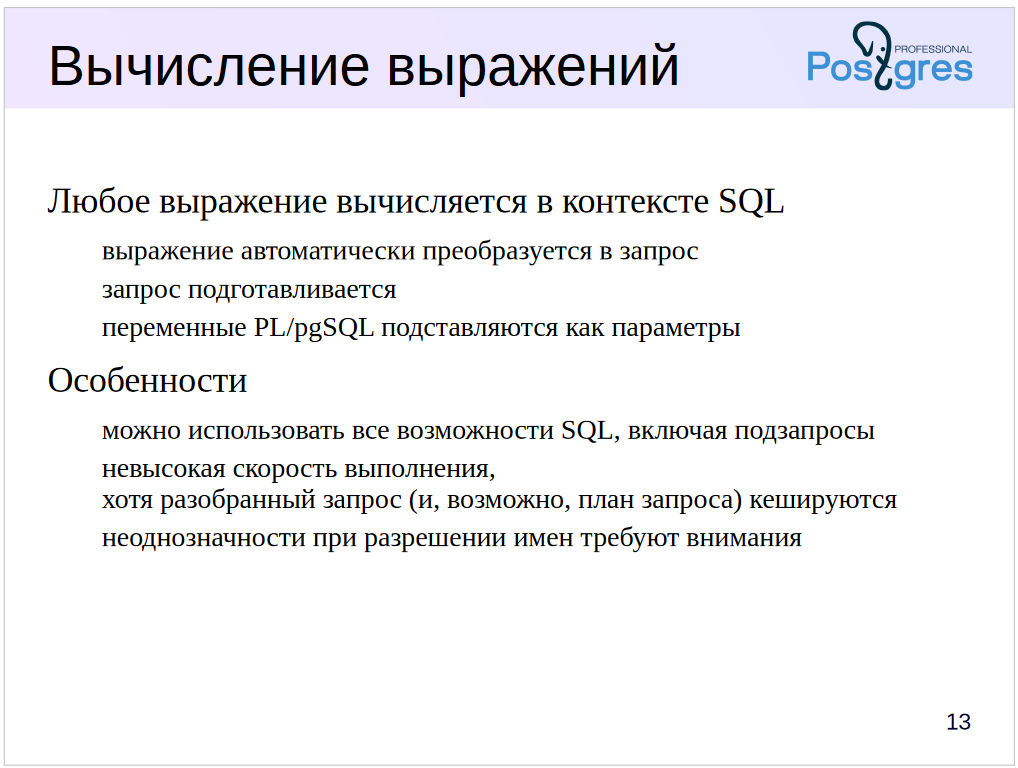 Вычисление выражений
PROFESSIONAL
Postgres
Любое выражение вычисляется в контексте SQL
выражение автоматически преобразуется в запрос
запрос подготавливается
переменные PL/pgSQL подставляются как параметры
Особенности
можно использовать все возможности SQL, включая подзапросы
невысокая скорость выполнения,
хотя разобранный запрос (и, возможно, план запроса) кешируются
неоднозначности при разрешении имен требуют внимания
13